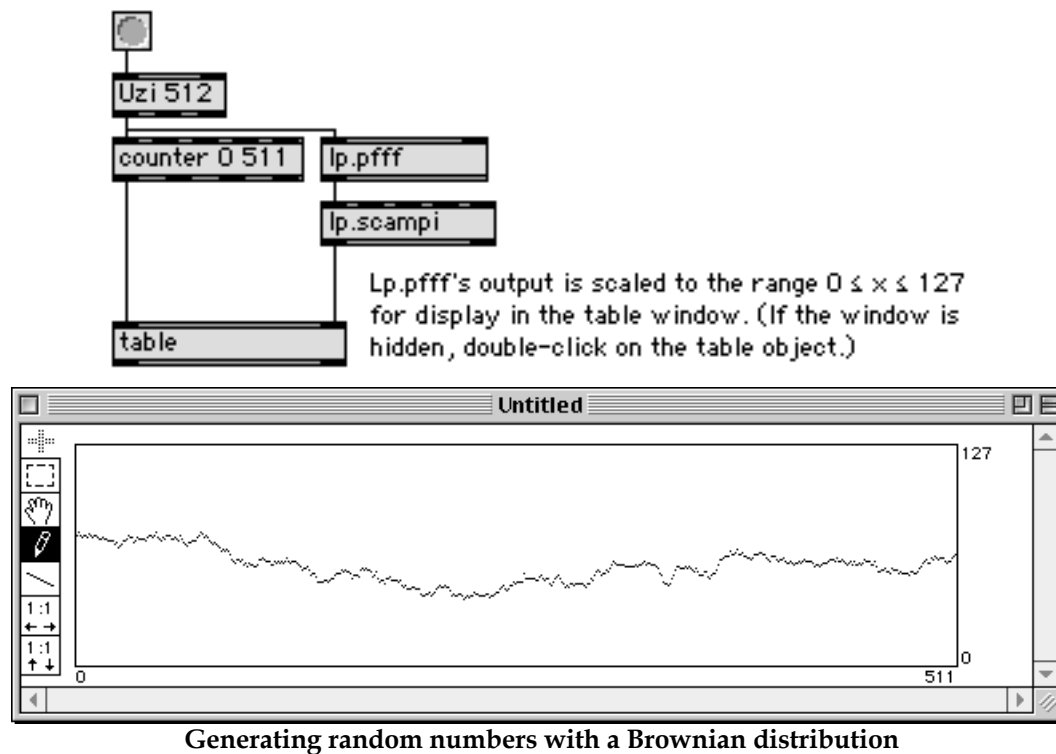 Uzi 512
counter 0 511
lp.pfff
lp.scampi
Lp.pfff's output is scaled to the range 0 ≤ x ≤ 127
for display in the table window. (If the window is
hidden, double-click on the table object.)
table
Untitled
127
1:1
1:1
0
0
511
Generating random numbers with a Brownian distribution